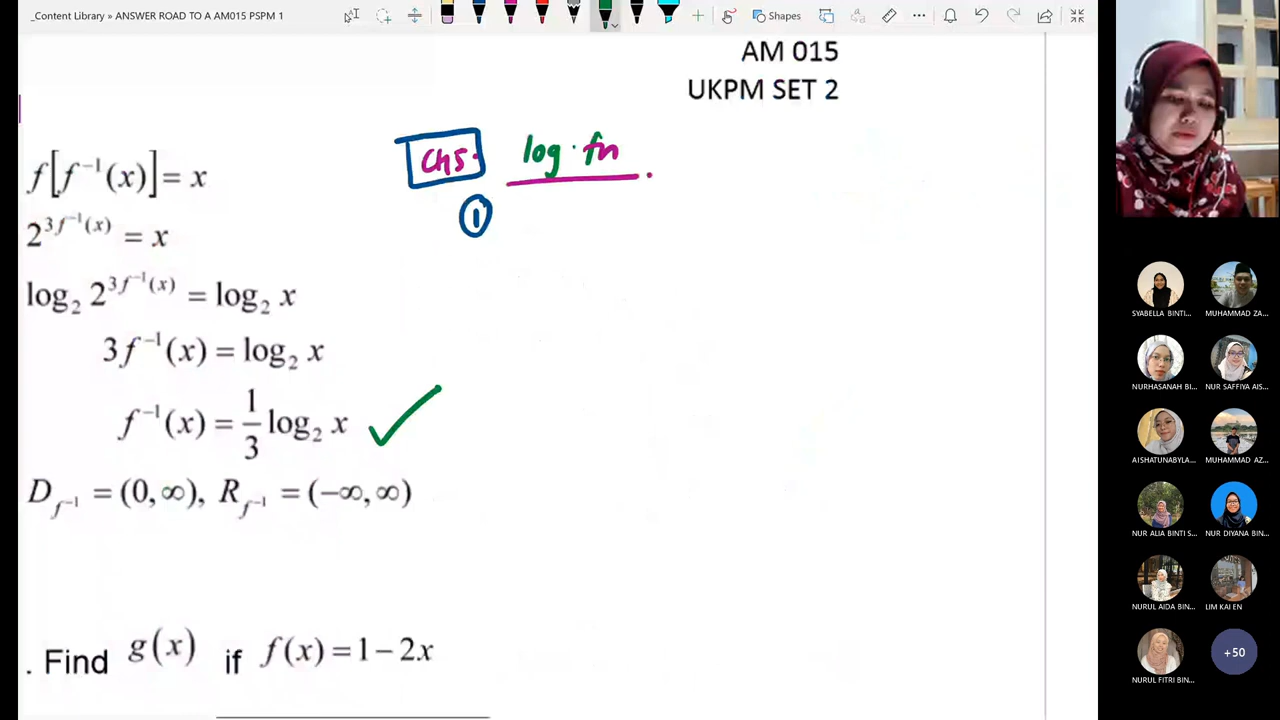 _Content Library » ANSWER ROAD TO A AM015 PSPM 1
Shapes
AM 015
UKPM SET 2
Ch5. log fn.
①
f[f⁻¹(x)] = x
2^{3f⁻¹(x)} = x
log₂ 2^{3f⁻¹(x)} = log₂ x
3f⁻¹(x) = log₂ x
f⁻¹(x) = 1/3 log₂ x ✓
D_{f⁻¹} = (0, ∞), R_{f⁻¹} = (−∞, ∞)
. Find g(x) if f(x) = 1 − 2x
SYABELLA BINTI...
MUHAMMAD ZA...
NURHASANAH BI...
NUR SAFFIYA AIS...
AISHATUNABYLA...
MUHAMMAD AZ...
NUR ALIA BINTI S...
NUR DIYANA BIN...
NURUL AIDA BIN...
LIM KAI EN
NURUL FITRI BIN...
+50